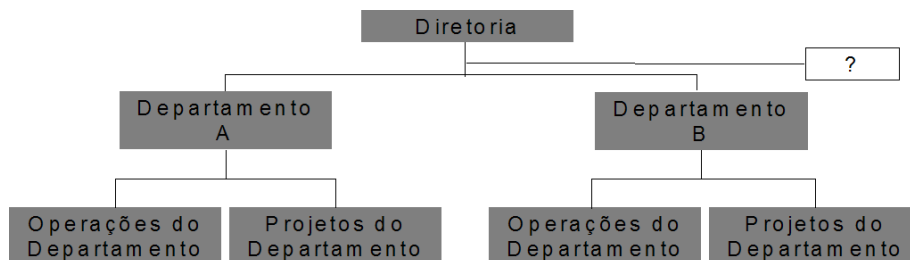 Diretoria
?
Departamento
A
Departamento
B
Operações do
Departamento
Projetos do
Departamento
Operações do
Departamento
Projetos do
Departamento